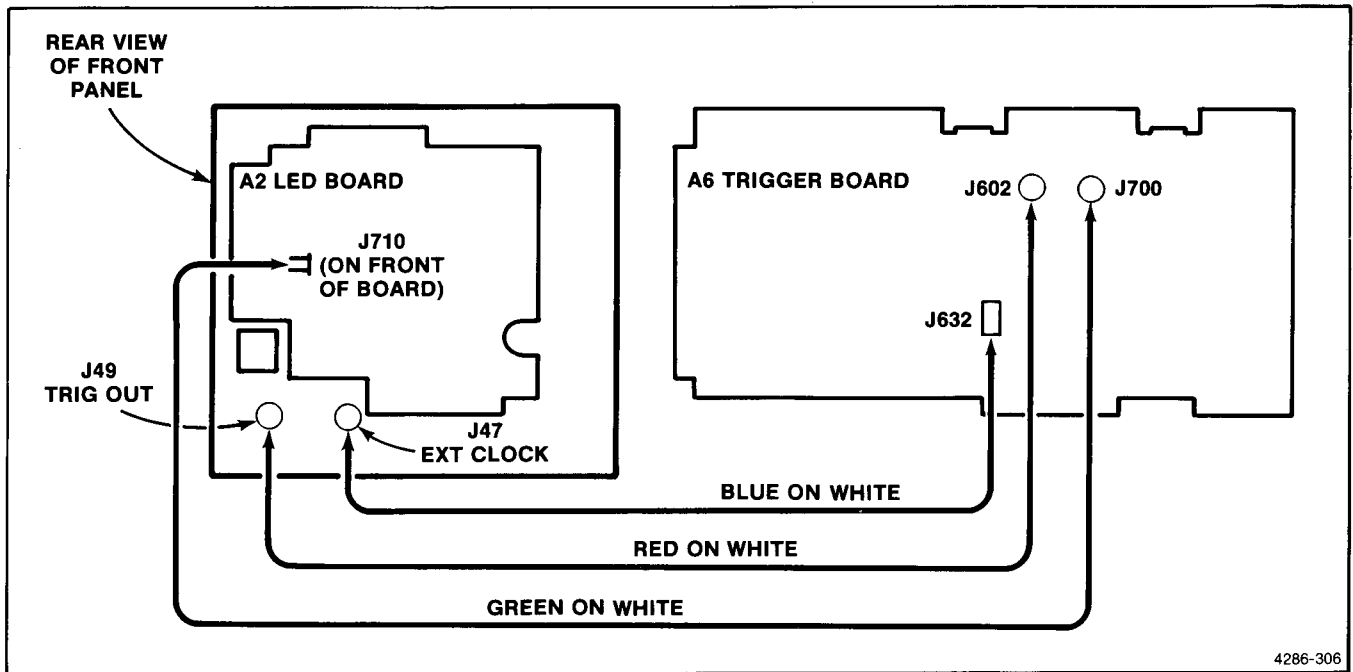 REAR VIEW
OF FRONT
PANEL
A2 LED BOARD
J710
(ON FRONT
OF BOARD)
J49
TRIG OUT
J47
EXT CLOCK
A6 TRIGGER BOARD
J602
J700
J632
BLUE ON WHITE
RED ON WHITE
GREEN ON WHITE
4286-306